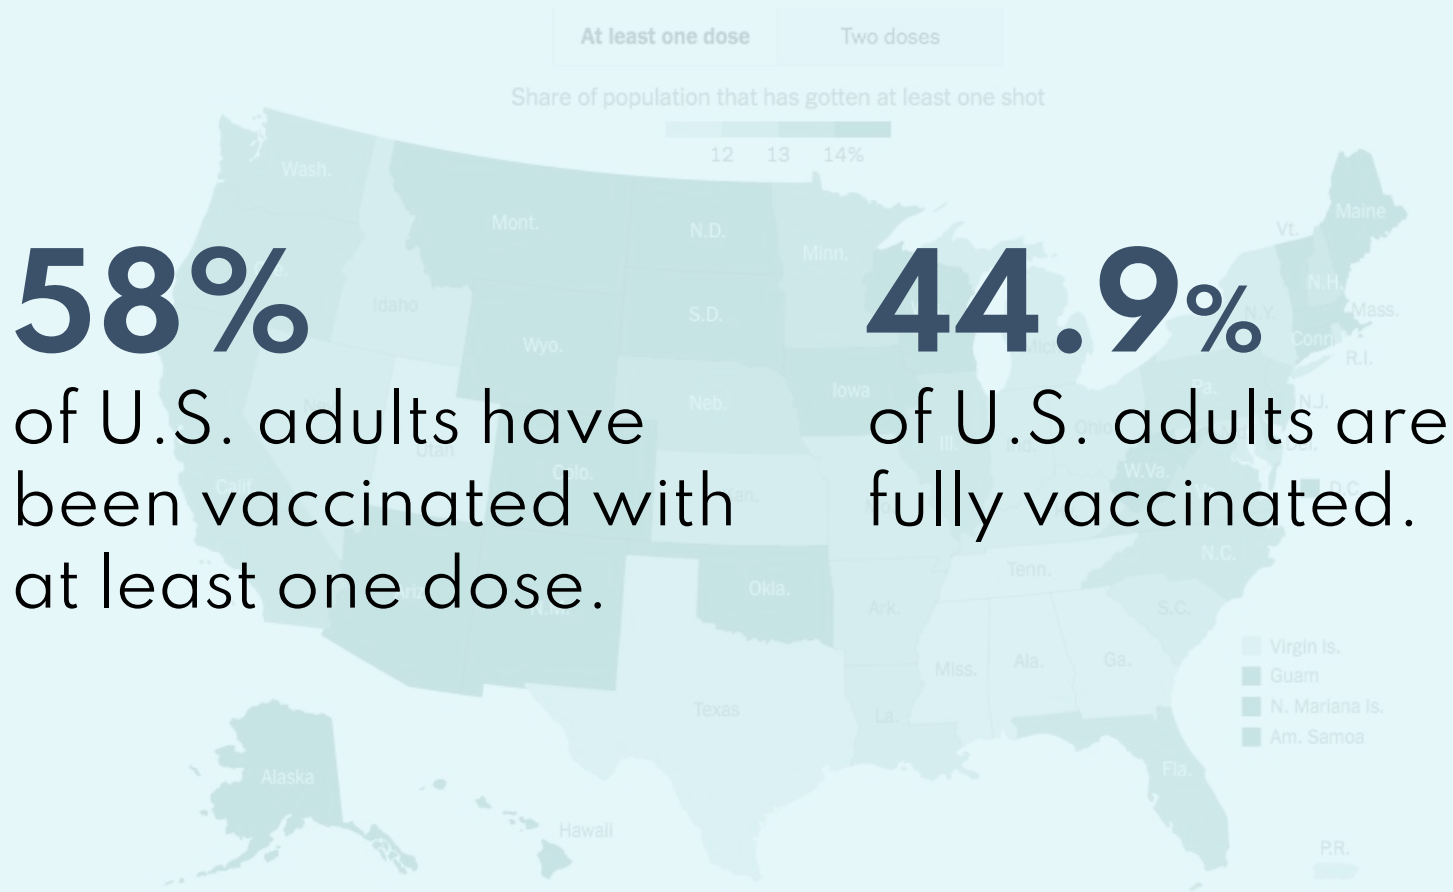 At least one dose
Two doses
Share of population that has gotten at least one shot
12 13 14%
58%
of U.S. adults have
been vaccinated with
at least one dose.
44.9%
of U.S. adults are
fully vaccinated.
Wash.
Mont.
N.D.
Minn.
Idaho
Wyo.
S.D.
Neb.
Iowa
Utah
Colo.
Calif.
Okla.
Texas
Ark.
La.
Miss.
Ala.
Ga.
Tenn.
S.C.
N.C.
W.Va.
Ohio
Ill.
Pa.
N.J.
N.Y.
Conn.
R.I.
Mass.
N.H.
Vt.
Maine
D.C.
Fla.
Alaska
Hawaii
Virgin Is.
Guam
N. Mariana Is.
Am. Samoa
P.R.